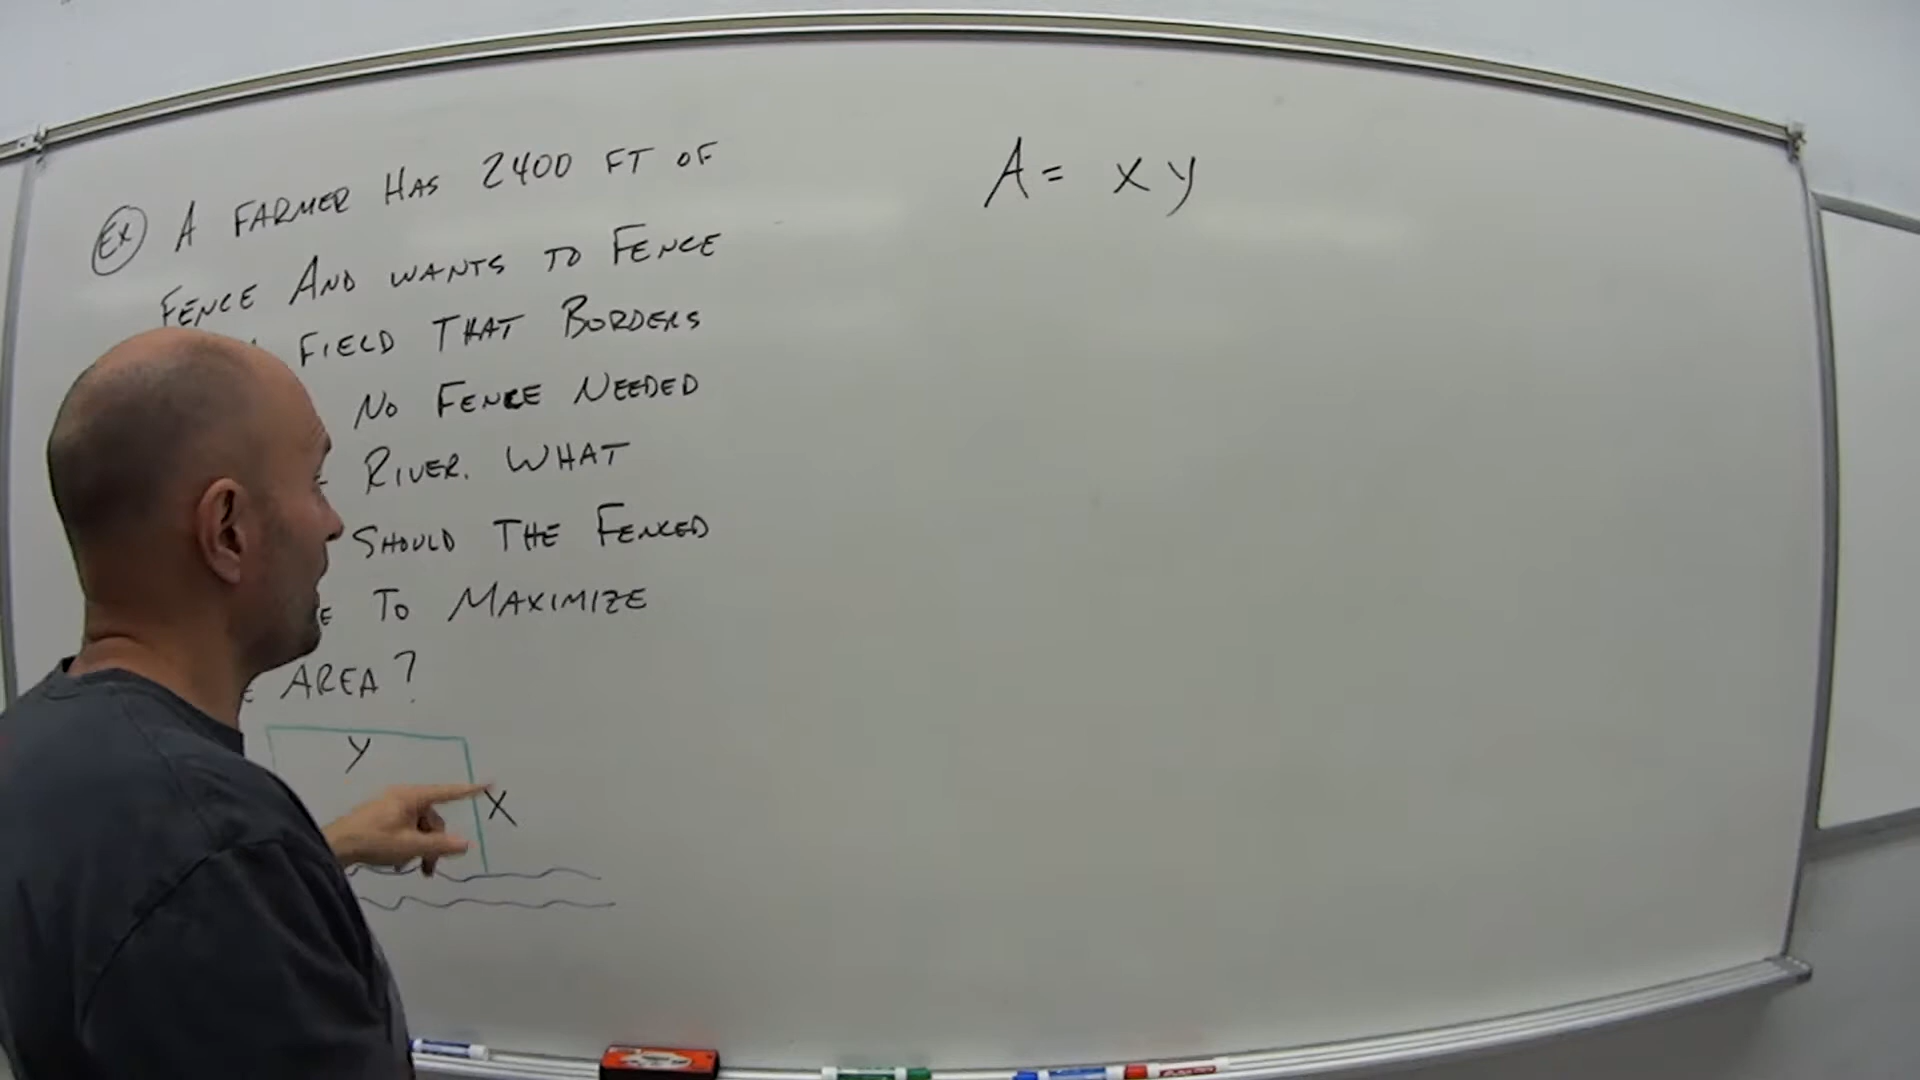 EX A FARMER HAS 2400 FT OF
FENCE AND WANTS TO FENCE
FIELD THAT BORDERS
NO FENCE NEEDED
RIVER. WHAT
SHOULD THE FENCED
TO MAXIMIZE
AREA?
y
x
A = xy